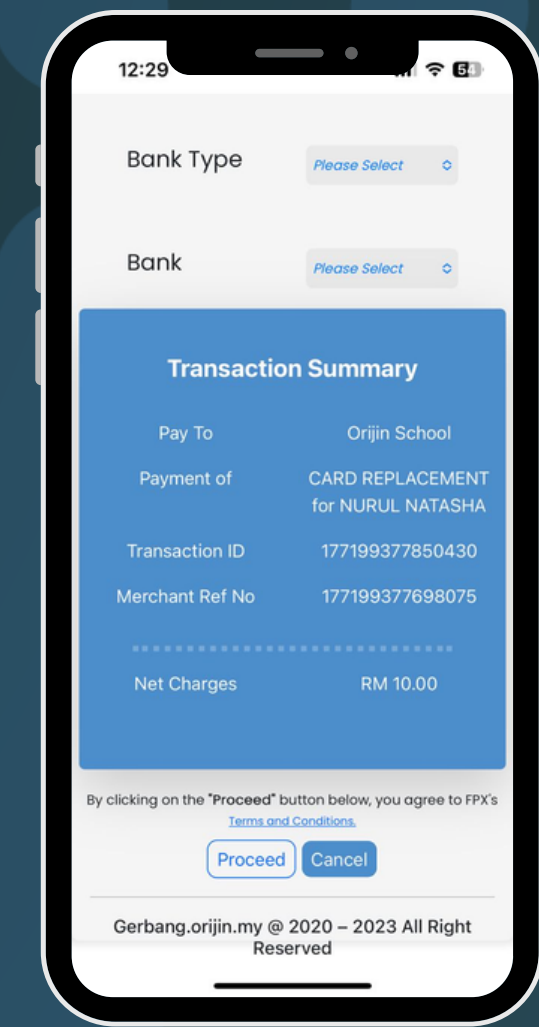 12:29
54
Bank Type
Please Select
Bank
Please Select
Transaction Summary
Pay To Orijin School
Payment of CARD REPLACEMENT
for NURUL NATASHA
Transaction ID 177199377850430
Merchant Ref No 177199377698075
Net Charges RM 10.00
By clicking on the "Proceed" button below, you agree to FPX's
Terms and Conditions.
Proceed Cancel
Gerbang.orijin.my @ 2020 – 2023 All Right
Reserved